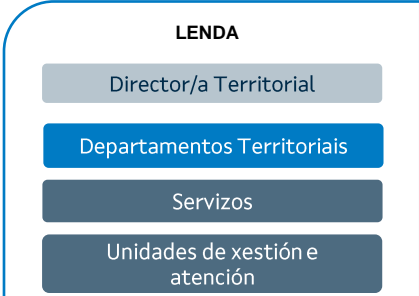 LENDA
Director/a Territorial
Departamentos Territoriais
Servizos
Unidades de xestión e
atención